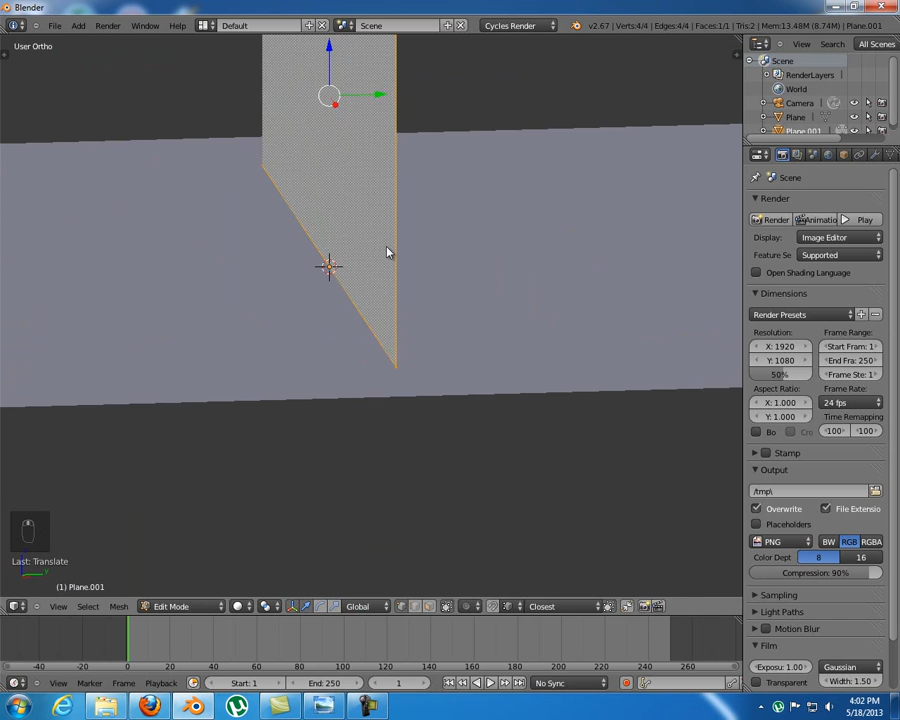 Blender
File Add Render Window Help Default Scene Cycles Render v2.67 | Verts:4/4 | Edges:4/4 | Faces:1/1 | Tris:2 | Mem:13.48M (8.74M) | Plane.001
User Ortho
View Search All Scenes
Scene
RenderLayers
World
Camera
Plane
Plane.001
Scene
Render
Render Animatio Play
Display: Image Editor
Feature Se Supported
Open Shading Language
Dimensions
Render Presets
Resolution: Frame Range:
X: 1920 Start Fram: 1
Y: 1080 End Fra: 250
50% Frame Ste: 1
Aspect Ratio: Frame Rate:
X: 1.000 24 fps
Y: 1.000 Time Remapping
Bo Cro 100 100
Stamp
Output
/tmp\
Overwrite File Extensio
Placeholders
PNG BW RGB RGBA
Color Dept 8 16
Compression: 90%
Sampling
Light Paths
Motion Blur
Film
Exposu: 1.00 Gaussian
Transparent Width: 1.50
Last: Translate
(1) Plane.001
View Select Mesh Edit Mode Global Closest
-40 -20 0 20 40 60 80 100 120 140 160 180 200 220 240 260
View Marker Frame Playback Start: 1 End: 250 1 No Sync
4:02 PM
5/18/2013